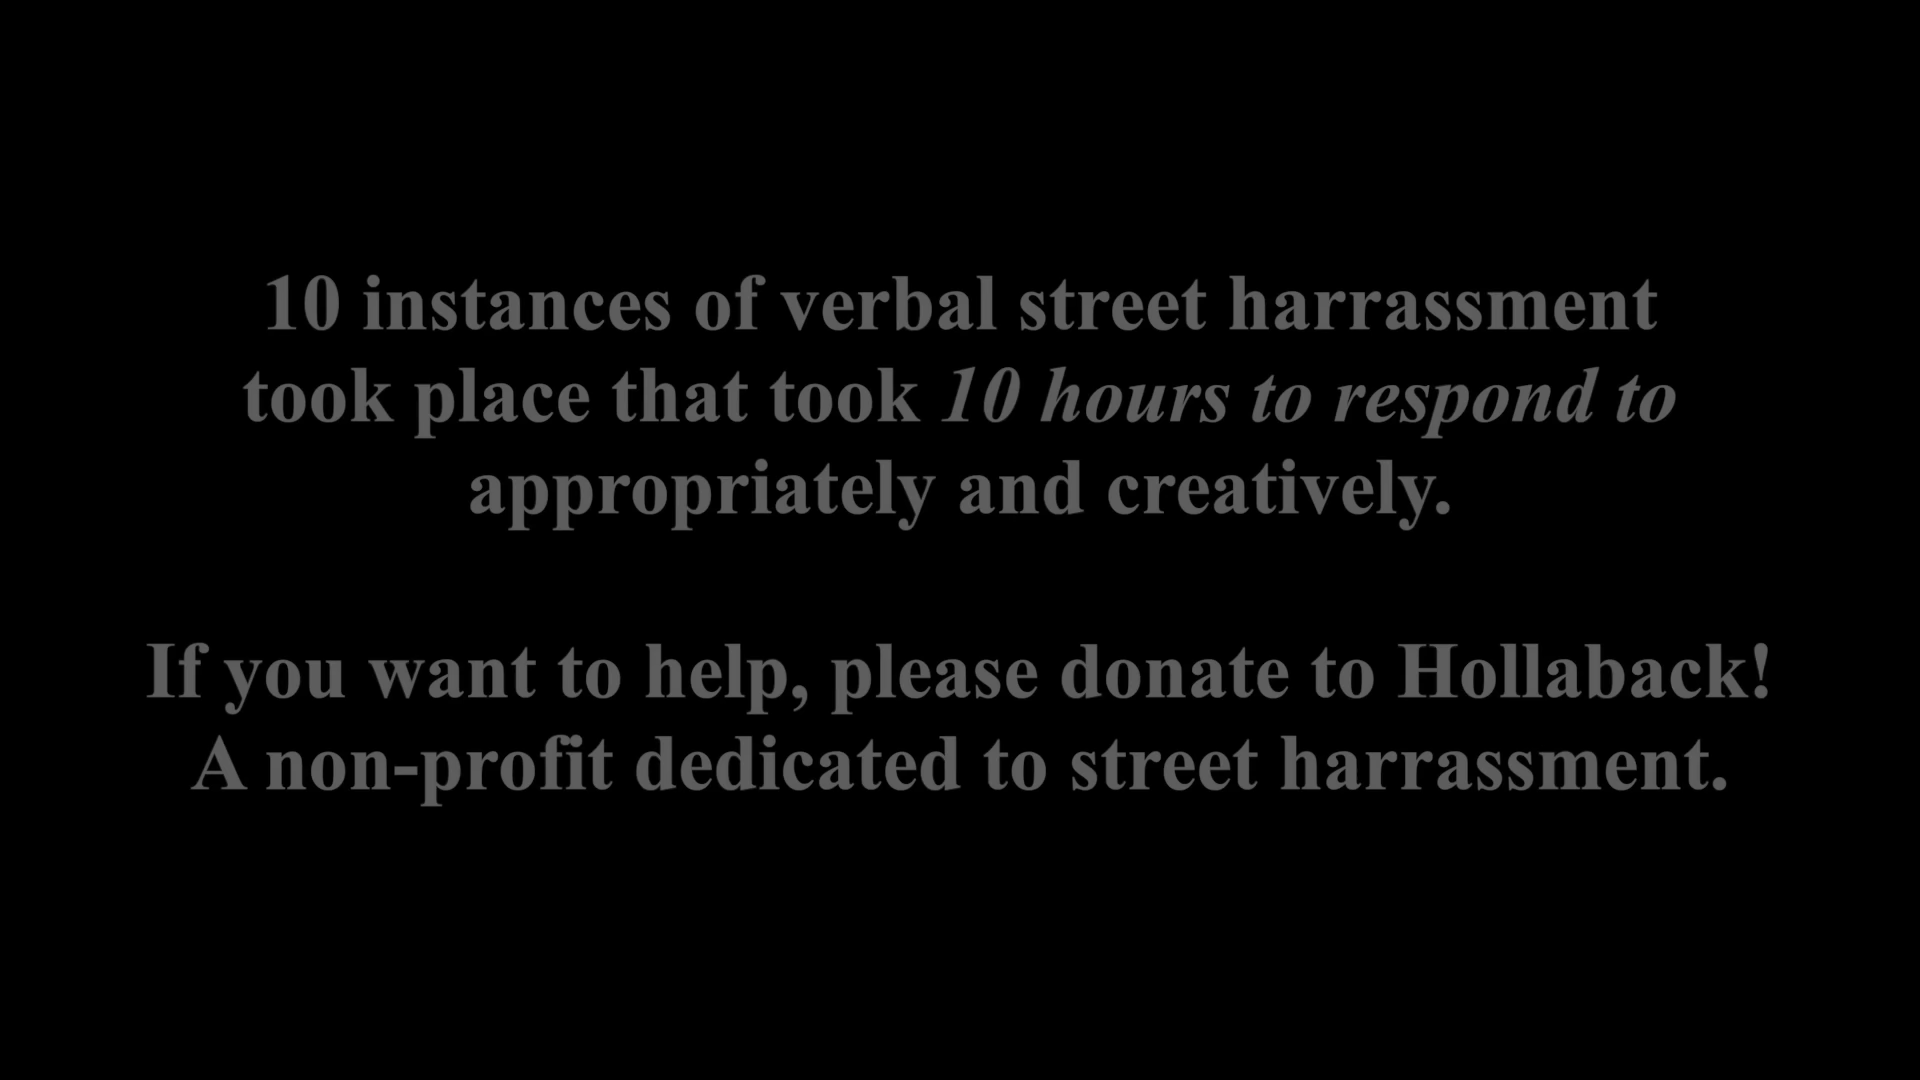 10 instances of verbal street harrassment
took place that took 10 hours to respond to
appropriately and creatively.
If you want to help, please donate to Hollaback!
A non-profit dedicated to street harrassment.